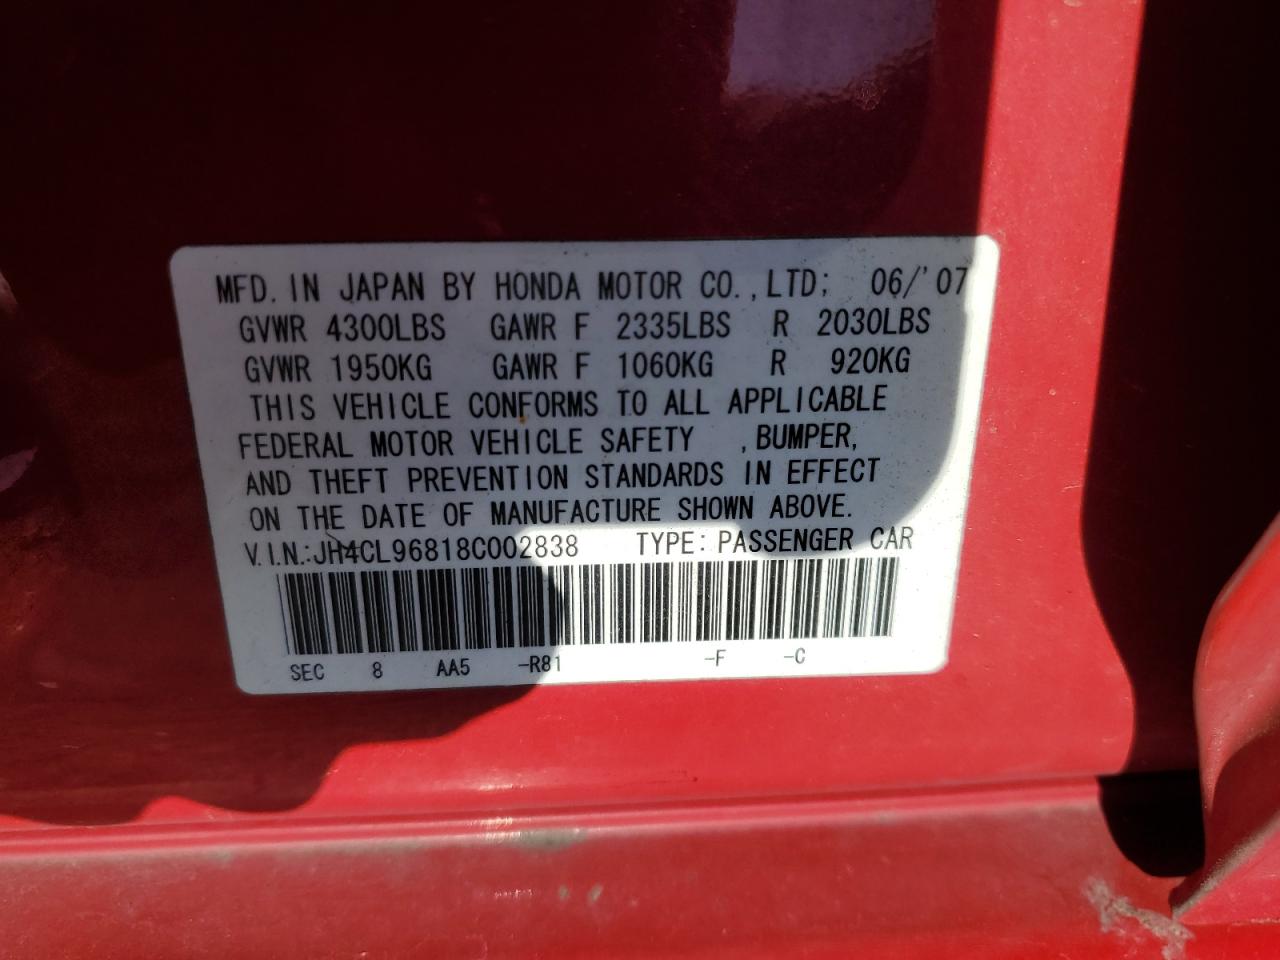 MFD. IN JAPAN BY HONDA MOTOR CO., LTD; 06/'07
GVWR 4300LBS GAWR F 2335LBS R 2030LBS
GVWR 1950KG GAWR F 1060KG R 920KG
THIS VEHICLE CONFORMS TO ALL APPLICABLE
FEDERAL MOTOR VEHICLE SAFETY , BUMPER,
AND THEFT PREVENTION STANDARDS IN EFFECT
ON THE DATE OF MANUFACTURE SHOWN ABOVE.
V.I.N.:JH4CL96818C002838 TYPE: PASSENGER CAR
SEC 8 AA5 -R81 -F -C